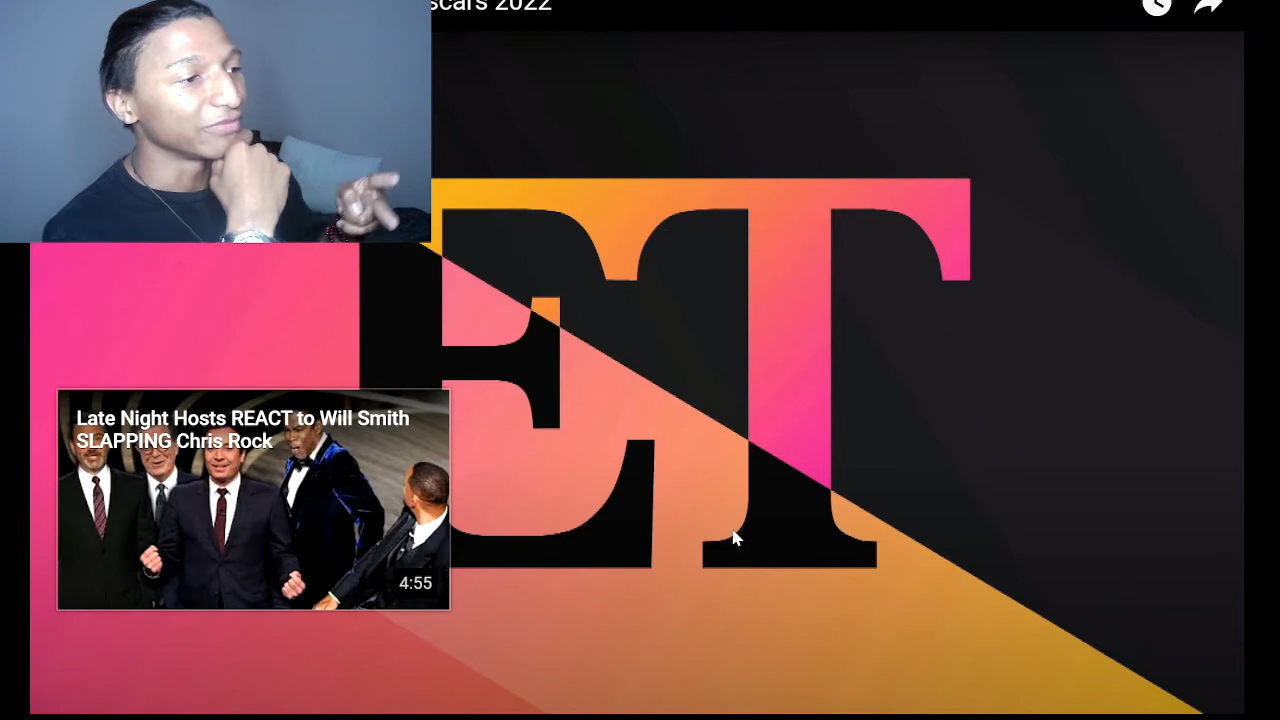 scars 2022
ET
Late Night Hosts REACT to Will Smith
SLAPPING Chris Rock
4:55